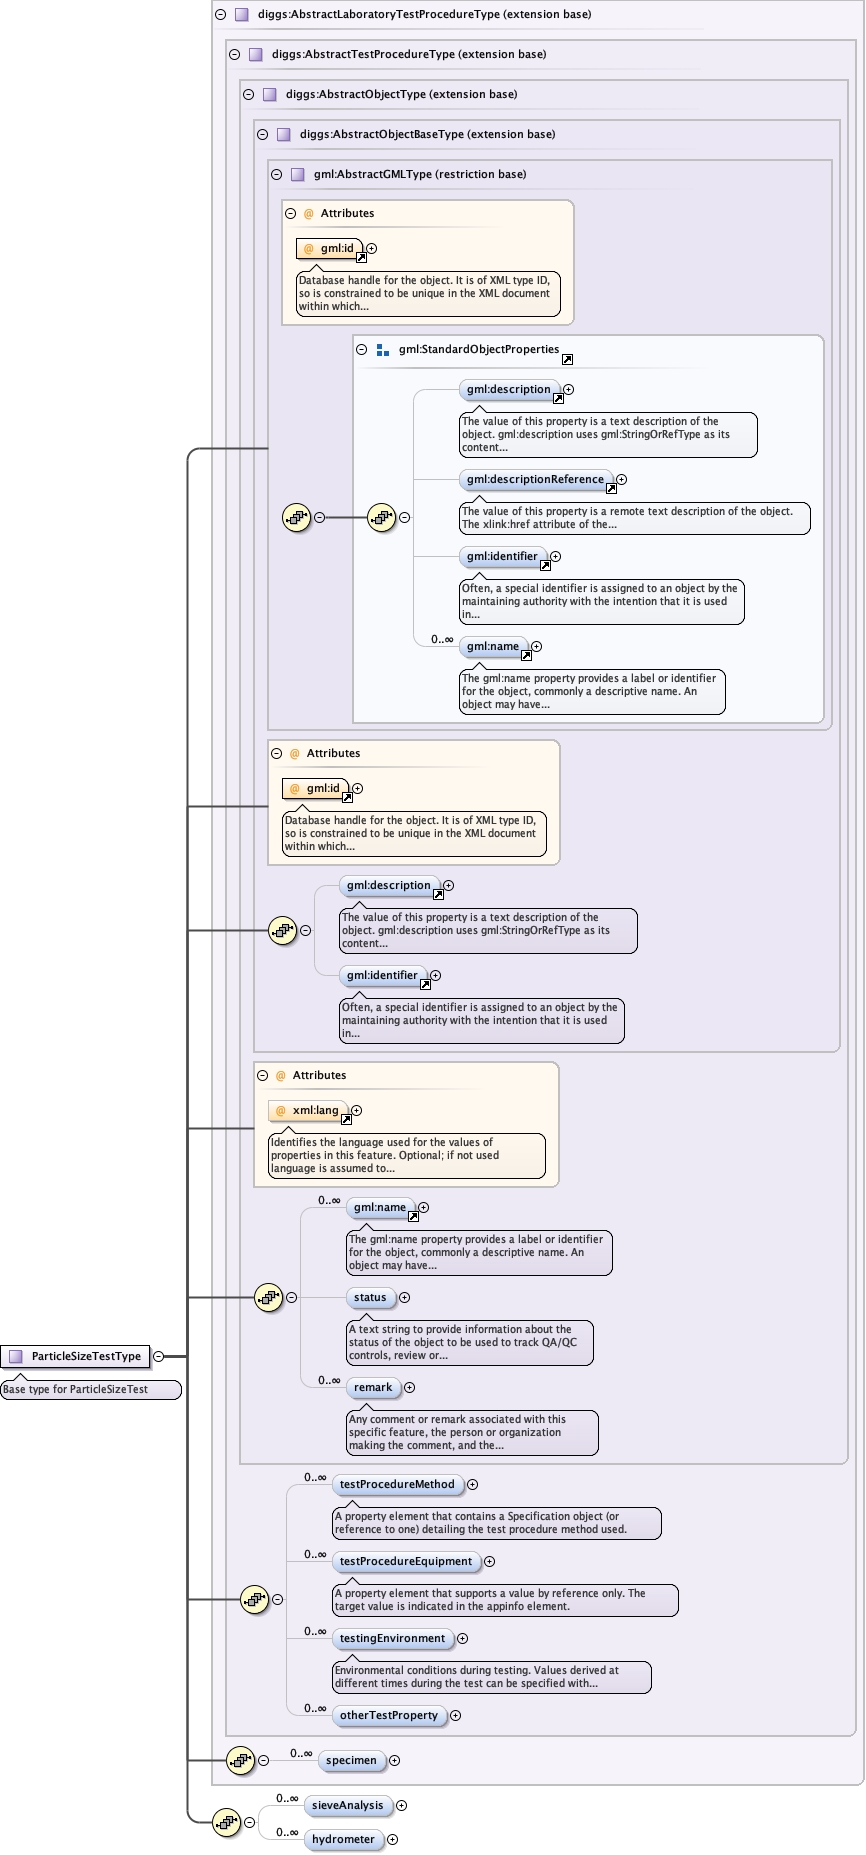 diggs:AbstractLaboratoryTestProcedureType (extension base)
diggs:AbstractTestProcedureType (extension base)
diggs:AbstractObjectType (extension base)
diggs:AbstractObjectBaseType (extension base)
gml:AbstractGMLType (restriction base)
@ Attributes
@ gml:id
Database handle for the object. It is of XML type ID,
so is constrained to be unique in the XML document
within which...
gml:StandardObjectProperties
gml:description
The value of this property is a text description of the
object. gml:description uses gml:StringOrRefType as its
content...
gml:descriptionReference
The value of this property is a remote text description of the object.
The xlink:href attribute of the...
gml:identifier
Often, a special identifier is assigned to an object by the
maintaining authority with the intention that it is used
in...
0..∞
gml:name
The gml:name property provides a label or identifier
for the object, commonly a descriptive name. An
object may have...
@ Attributes
@ gml:id
Database handle for the object. It is of XML type ID,
so is constrained to be unique in the XML document
within which...
gml:description
The value of this property is a text description of the
object. gml:description uses gml:StringOrRefType as its
content...
gml:identifier
Often, a special identifier is assigned to an object by the
maintaining authority with the intention that it is used
in...
@ Attributes
@ xml:lang
Identifies the language used for the values of
properties in this feature. Optional; if not used
language is assumed to...
0..∞
gml:name
The gml:name property provides a label or identifier
for the object, commonly a descriptive name. An
object may have...
status
A text string to provide information about the
status of the object to be used to track QA/QC
controls, review or...
ParticleSizeTestType
Base type for ParticleSizeTest
0..∞
remark
Any comment or remark associated with this
specific feature, the person or organization
making the comment, and the...
0..∞
testProcedureMethod
A property element that contains a Specification object (or
reference to one) detailing the test procedure method used.
0..∞
testProcedureEquipment
A property element that supports a value by reference only. The
target value is indicated in the appinfo element.
0..∞
testingEnvironment
Environmental conditions during testing. Values derived at
different times during the test can be specified with...
0..∞
otherTestProperty
0..∞
specimen
0..∞
sieveAnalysis
0..∞
hydrometer